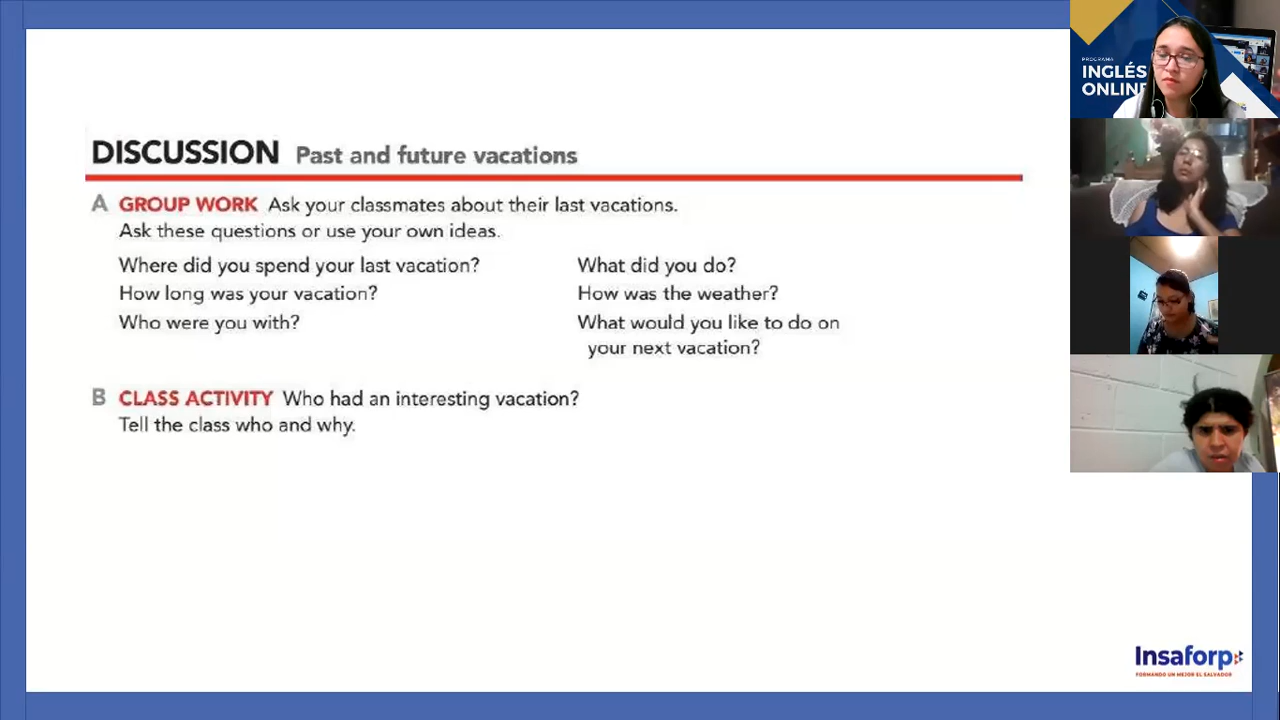 DISCUSSION Past and future vacations
A GROUP WORK Ask your classmates about their last vacations.
Ask these questions or use your own ideas.
Where did you spend your last vacation?
How long was your vacation?
Who were you with?
What did you do?
How was the weather?
What would you like to do on
your next vacation?
B CLASS ACTIVITY Who had an interesting vacation?
Tell the class who and why.
PROGRAMA
INGLÉS
ONLINE
Insaforp
FORMANDO UN MEJOR EL SALVADOR